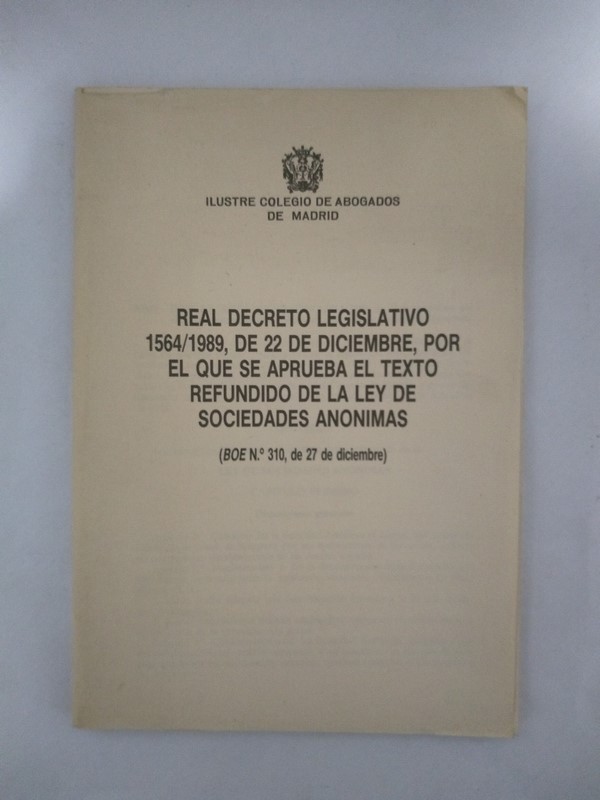 ILUSTRE COLEGIO DE ABOGADOS
DE MADRID
REAL DECRETO LEGISLATIVO
1564/1989, DE 22 DE DICIEMBRE, POR
EL QUE SE APRUEBA EL TEXTO
REFUNDIDO DE LA LEY DE
SOCIEDADES ANONIMAS
(BOE N.º 310, de 27 de diciembre)